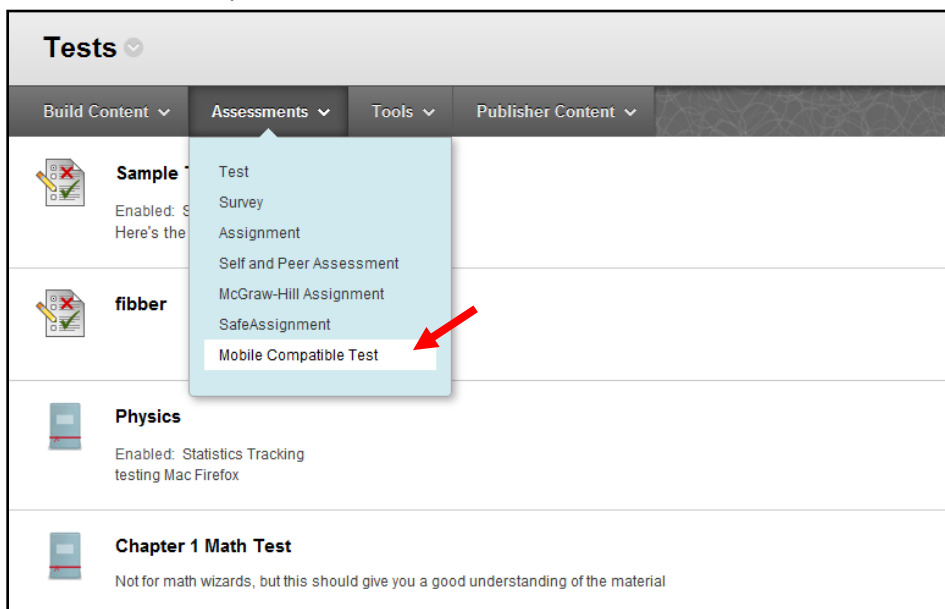 Tests
Build Content Assessments Tools Publisher Content
Sample
Enabled:
Here's the
Test
Survey
Assignment
Self and Peer Assessment
McGraw-Hill Assignment
SafeAssignment
Mobile Compatible Test
fibber
Physics
Enabled: Statistics Tracking
testing Mac Firefox
Chapter 1 Math Test
Not for math wizards, but this should give you a good understanding of the material